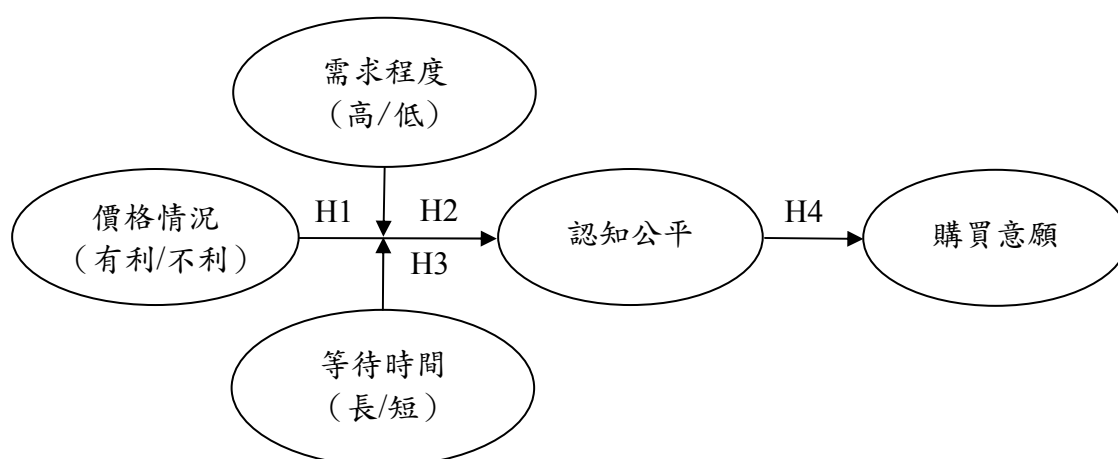 需求程度
（高/低）
價格情況
（有利/不利）
H1
H2
H3
認知公平
H4
購買意願
等待時間
（長/短）